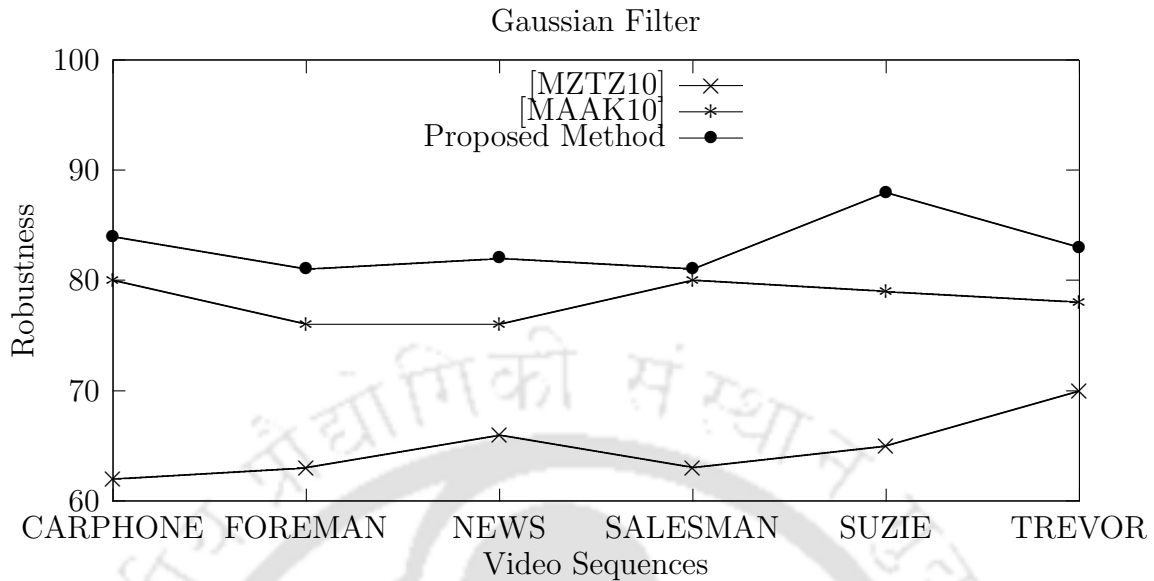 Gaussian Filter
100
90
80
70
60
Robustness
[MZTZ10]
[MAAK10]
Proposed Method
CARPHONE FOREMAN NEWS SALESMAN SUZIE TREVOR
Video Sequences
प्रौद्योगिकी संस्थान